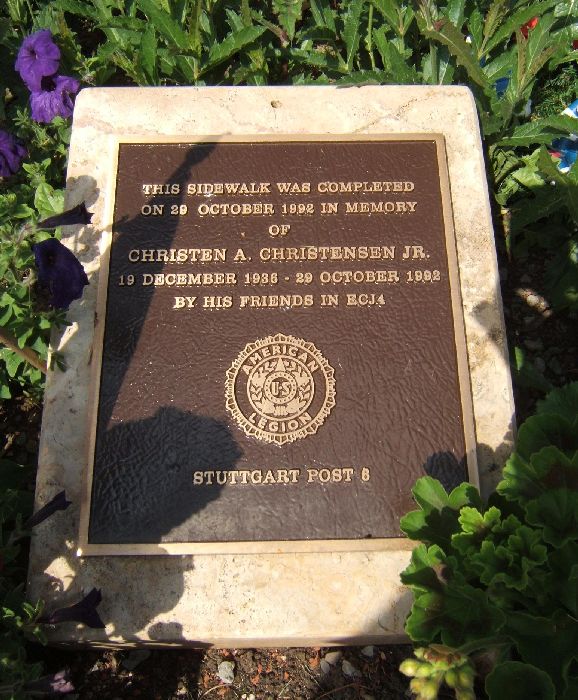 THIS SIDEWALK WAS COMPLETED
ON 29 OCTOBER 1992 IN MEMORY
OF
CHRISTEN A. CHRISTENSEN JR.
19 DECEMBER 1936 - 29 OCTOBER 1992
BY HIS FRIENDS IN ECJ4
AMERICAN
U.S
LEGION
STUTTGART POST 6